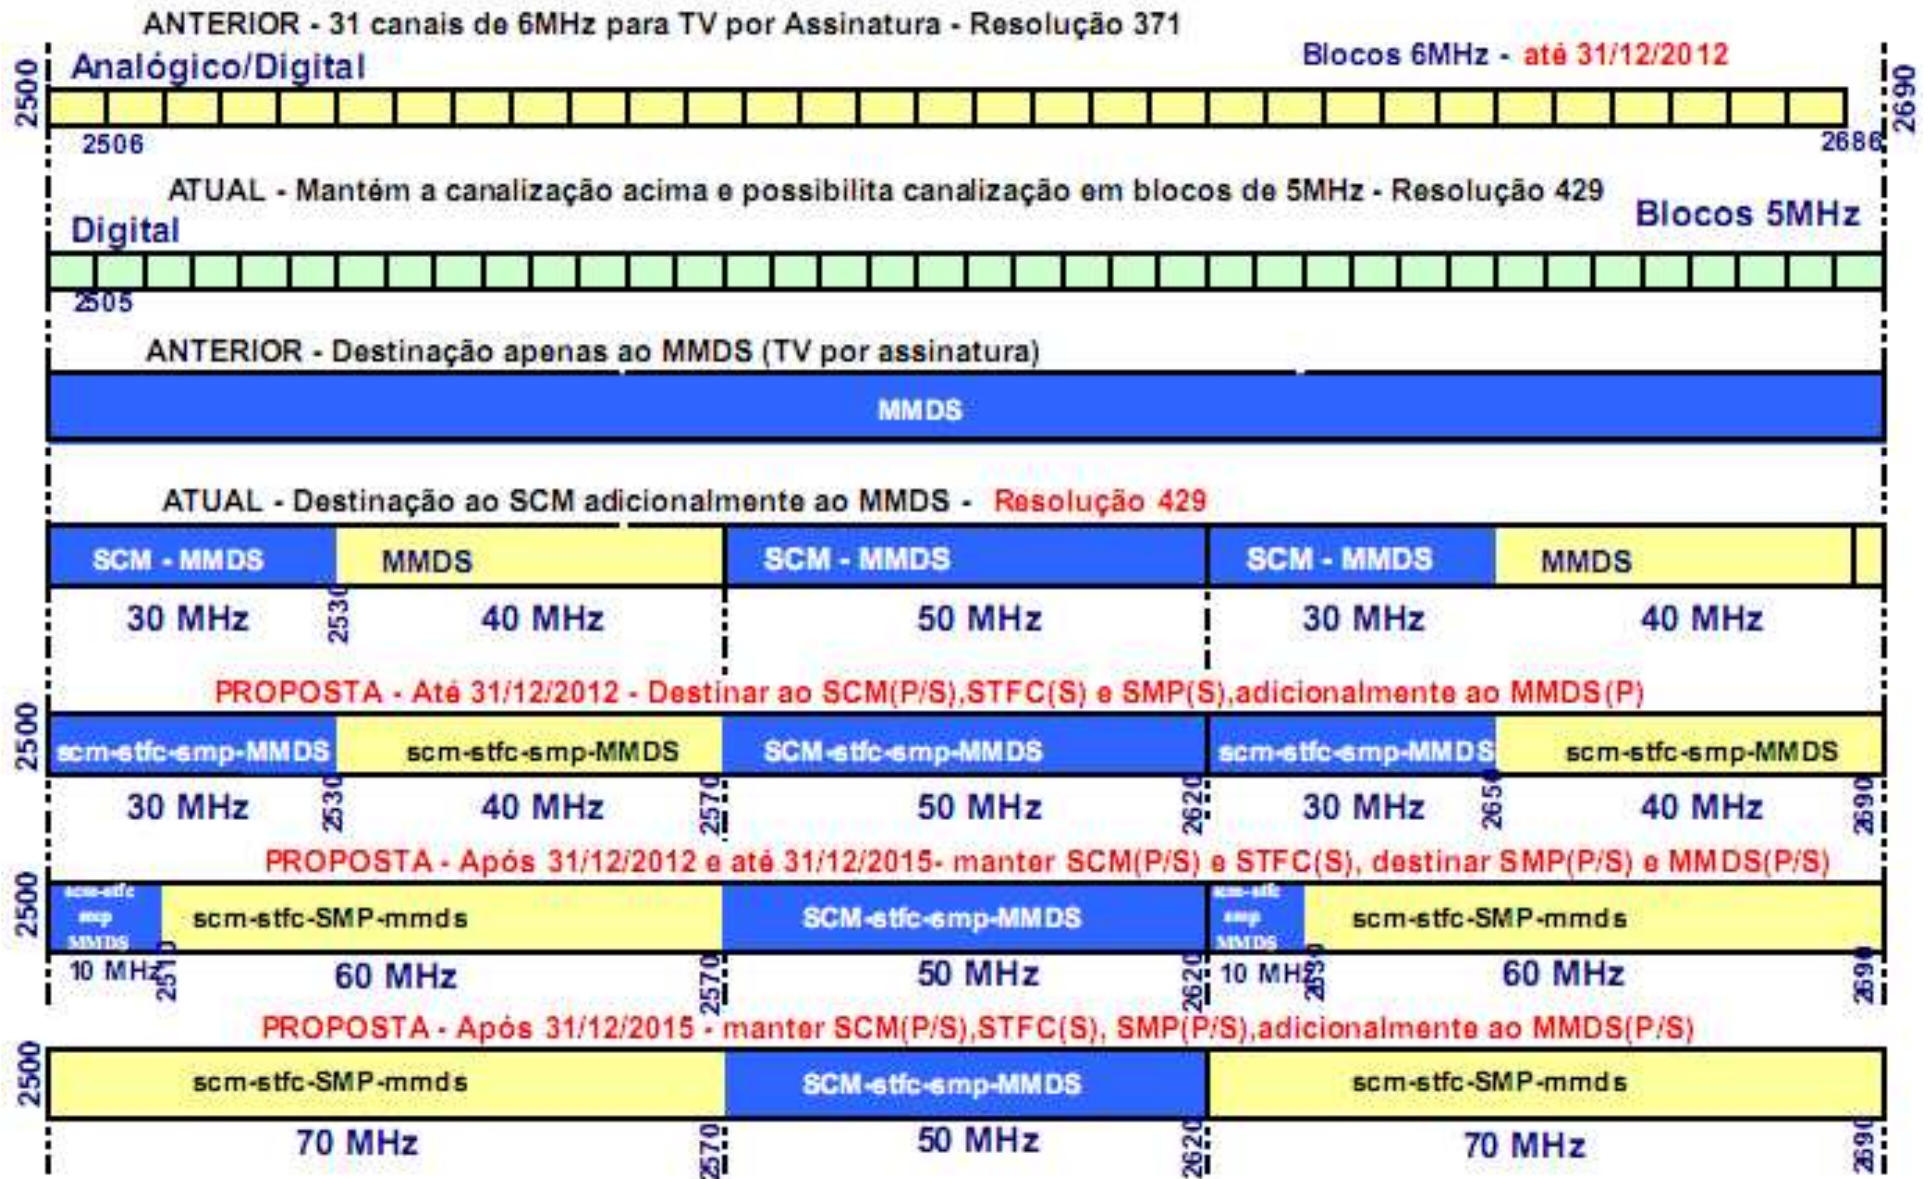 ANTERIOR - 31 canais de 6MHz para TV por Assinatura - Resolução 371
Blocos 6MHz - até 31/12/2012
Analógico/Digital
2500
2690
2506
2686
ATUAL - Mantém a canalização acima e possibilita canalização em blocos de 5MHz - Resolução 429
Blocos 5MHz
Digital
2505
ANTERIOR - Destinação apenas ao MMDS (TV por assinatura)
MMDS
ATUAL - Destinação ao SCM adicionalmente ao MMDS - Resolução 429
SCM - MMDS MMDS SCM - MMDS SCM - MMDS MMDS
30 MHz 2530 40 MHz 50 MHz 30 MHz 40 MHz
PROPOSTA - Até 31/12/2012 - Destinar ao SCM(P/S),STFC(S) e SMP(S),adicionalmente ao MMDS(P)
2500
scm-stfc-smp-MMDS scm-stfc-smp-MMDS SCM-stfc-smp-MMDS scm-stfc-smp-MMDS scm-stfc-smp-MMDS
30 MHz 2530 40 MHz 2570 50 MHz 2620 30 MHz 2650 40 MHz 2690
PROPOSTA - Após 31/12/2012 e até 31/12/2015- manter SCM(P/S) e STFC(S), destinar SMP(P/S) e MMDS(P/S)
2500
scm-stfc
smp
MMDS
scm-stfc-SMP-mmds
SCM-stfc-smp-MMDS
scm-stfc
smp
MMDS
scm-stfc-SMP-mmds
10 MHz 2510 60 MHz 2570 50 MHz 2620 10 MHz 2630 60 MHz 2690
PROPOSTA - Após 31/12/2015 - manter SCM(P/S),STFC(S), SMP(P/S),adicionalmente ao MMDS(P/S)
2500
scm-stfc-SMP-mmds SCM-stfc-smp-MMDS scm-stfc-SMP-mmds
70 MHz 2570 50 MHz 2620 70 MHz 2690